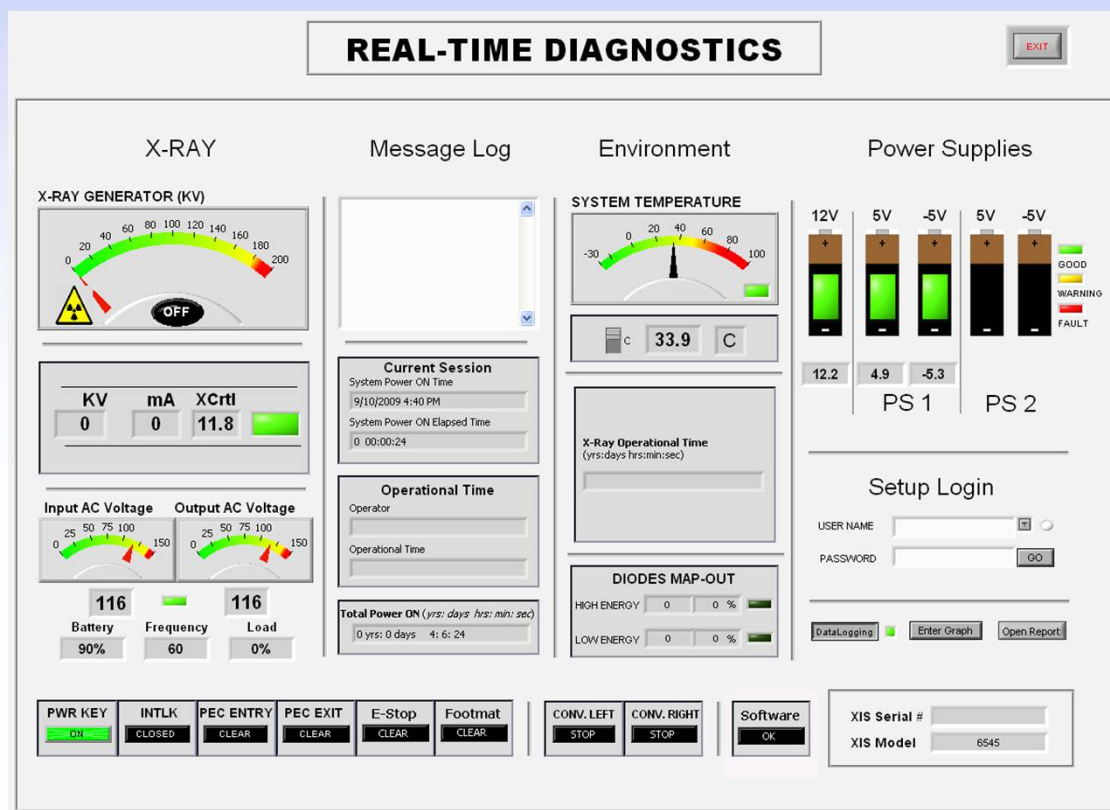 REAL-TIME DIAGNOSTICS
EXIT
X-RAY
Message Log
Environment
Power Supplies
X-RAY GENERATOR (KV)
0 20 40 60 80 100 120 140 160 180 200
OFF
KV mA XCrtl
0 0 11.8
Input AC Voltage Output AC Voltage
0 25 50 75 100 150
0 25 50 75 100 150
116 116
Battery Frequency Load
90% 60 0%
Current Session
System Power ON Time
9/10/2009 4:40 PM
System Power ON Elapsed Time
0 00:00:24
Operational Time
Operator
Operational Time
Total Power ON (yrs: days hrs: min: sec)
0 yrs: 0 days 4: 6: 24
SYSTEM TEMPERATURE
-30 0 20 40 60 80 100
C 33.9 C
X-Ray Operational Time
(yrs:days hrs:min:sec)
DIODES MAP-OUT
HIGH ENERGY 0 0 %
LOW ENERGY 0 0 %
12V 5V -5V 5V -5V
+ + + + +
- - - - -
GOOD
WARNING
FAULT
12.2 4.9 -5.3
PS 1 PS 2
Setup Login
USER NAME
PASSWORD GO
DataLogging Enter Graph Open Report
PWR KEY INTLK PEC ENTRY PEC EXIT E-Stop Footmat
ON CLOSED CLEAR CLEAR CLEAR CLEAR
CONV. LEFT CONV. RIGHT
STOP STOP
Software
OK
XIS Serial #
XIS Model 6545